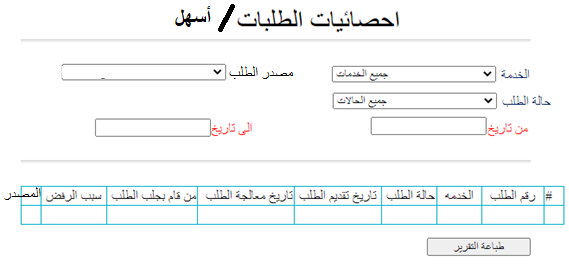 احصائيات الطلبات / أسهل
الخدمة جميع الخدمات مصدر الطلب
حالة الطلب جميع الحالات
من تاريخ الى تاريخ
# رقم الطلب الخدمه حالة الطلب تاريخ تقديم الطلب تاريخ معالجة الطلب من قام بجلب الطلب سبب الرفض المصدر
طباعة التقرير